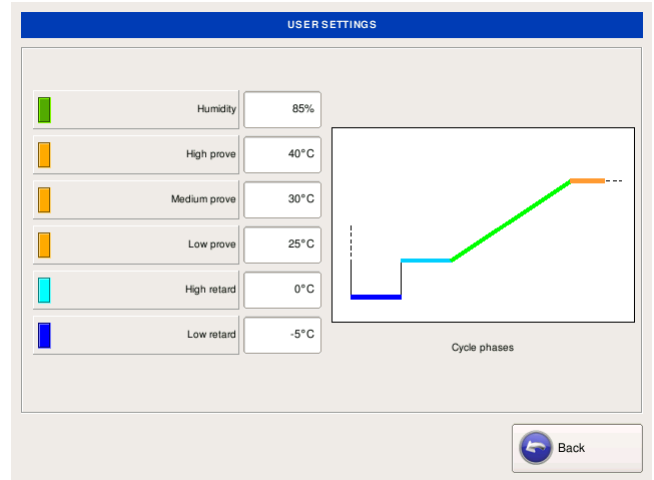 USER SETTINGS
Humidity 85%
High prove 40°C
Medium prove 30°C
Low prove 25°C
High retard 0°C
Low retard -5°C
Cycle phases
Back